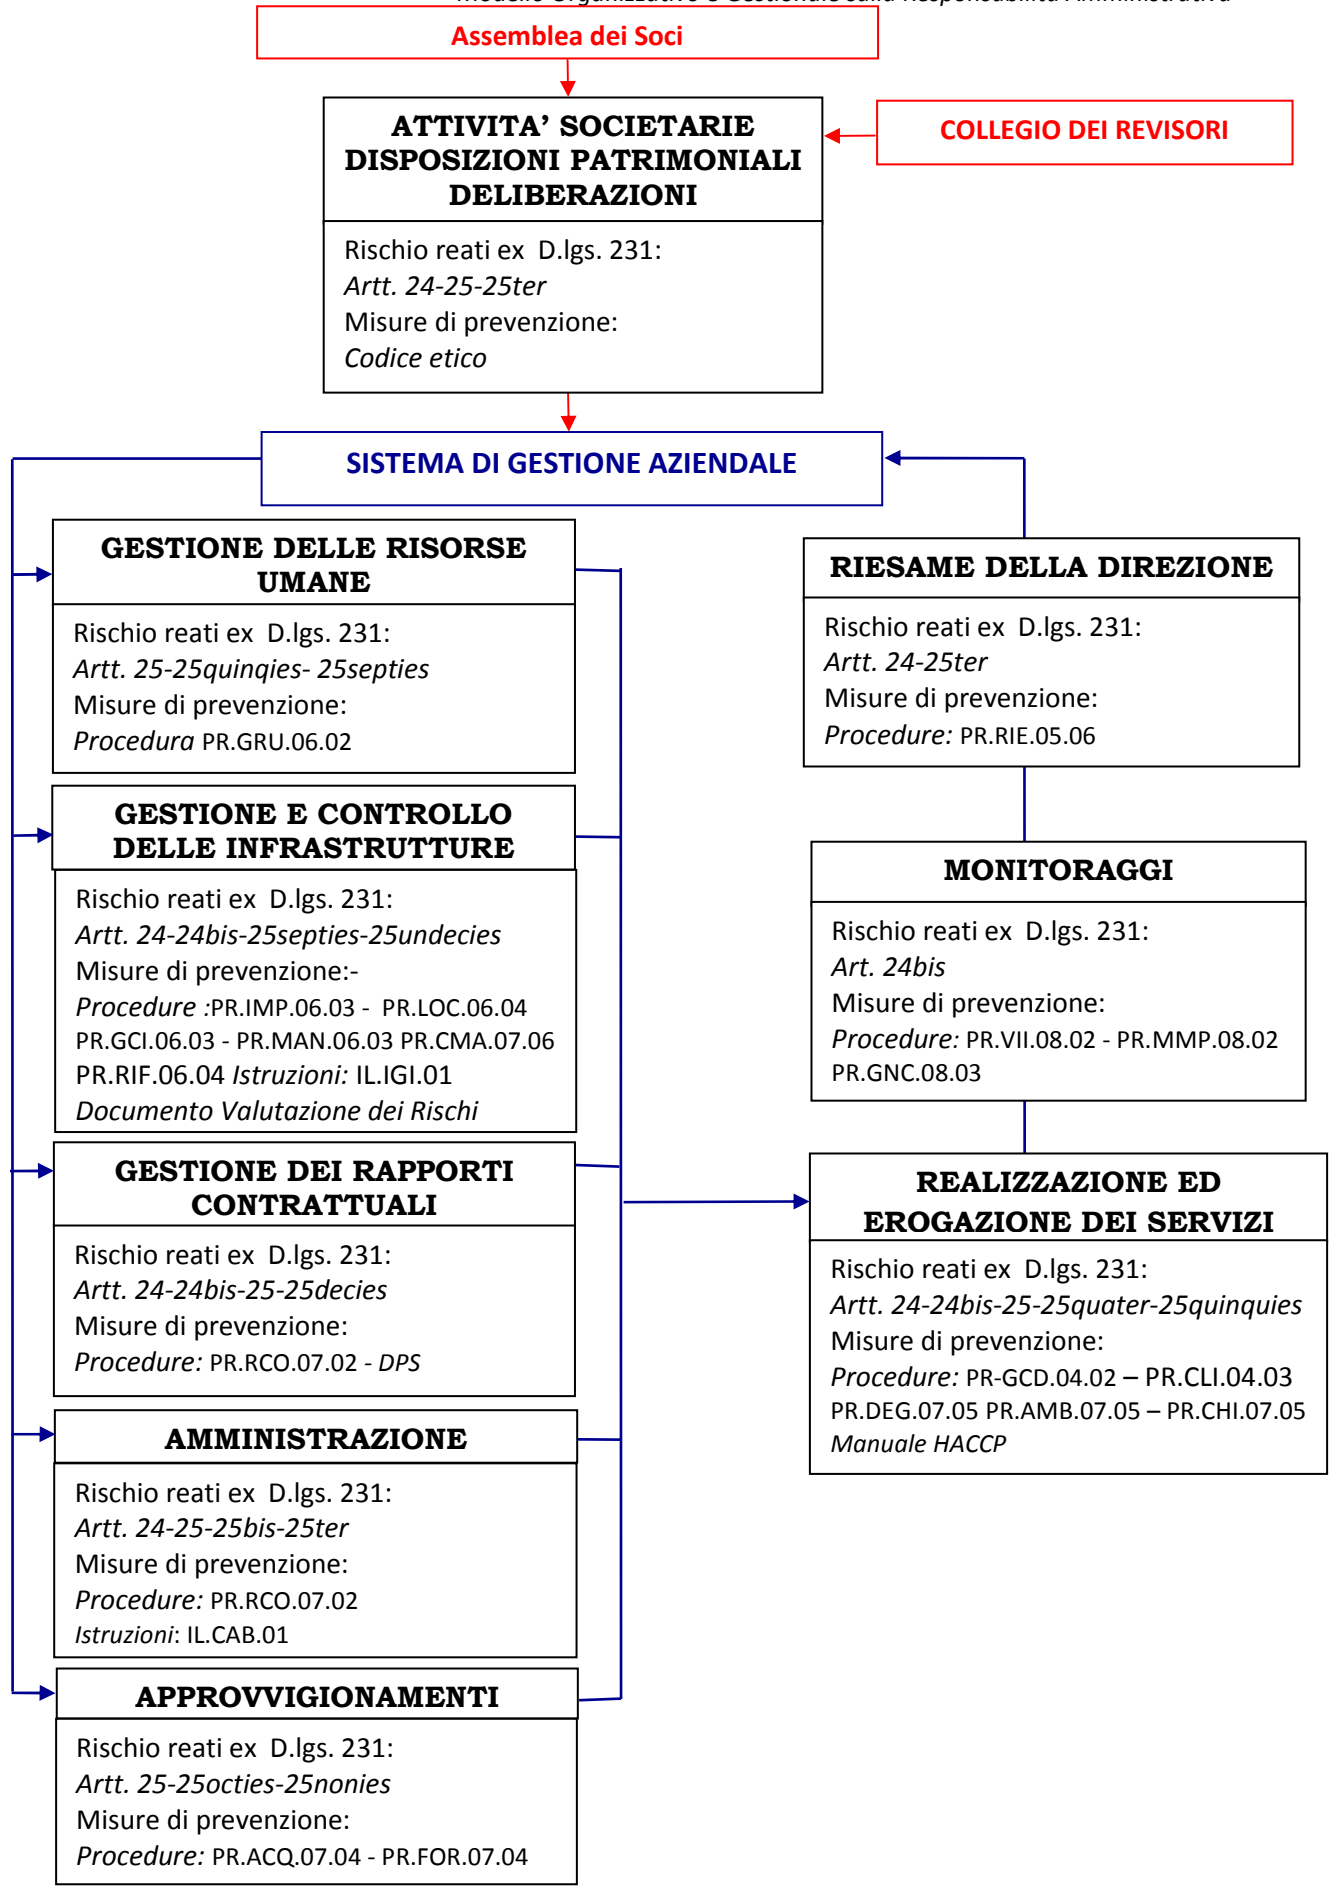 Modello Organizzativo e Gestionale sulla Responsabilità Amministrativa
Assemblea dei Soci
ATTIVITA’ SOCIETARIE
DISPOSIZIONI PATRIMONIALI
DELIBERAZIONI
Rischio reati ex D.lgs. 231:
Artt. 24-25-25ter
Misure di prevenzione:
Codice etico
COLLEGIO DEI REVISORI
SISTEMA DI GESTIONE AZIENDALE
GESTIONE DELLE RISORSE
UMANE
Rischio reati ex D.lgs. 231:
Artt. 25-25quinqies- 25septies
Misure di prevenzione:
Procedura PR.GRU.06.02
GESTIONE E CONTROLLO
DELLE INFRASTRUTTURE
Rischio reati ex D.lgs. 231:
Artt. 24-24bis-25septies-25undecies
Misure di prevenzione:-
Procedure :PR.IMP.06.03 - PR.LOC.06.04
PR.GCI.06.03 - PR.MAN.06.03 PR.CMA.07.06
PR.RIF.06.04 Istruzioni: IL.IGI.01
Documento Valutazione dei Rischi
GESTIONE DEI RAPPORTI
CONTRATTUALI
Rischio reati ex D.lgs. 231:
Artt. 24-24bis-25-25decies
Misure di prevenzione:
Procedure: PR.RCO.07.02 - DPS
AMMINISTRAZIONE
Rischio reati ex D.lgs. 231:
Artt. 24-25-25bis-25ter
Misure di prevenzione:
Procedure: PR.RCO.07.02
Istruzioni: IL.CAB.01
APPROVVIGIONAMENTI
Rischio reati ex D.lgs. 231:
Artt. 25-25octies-25nonies
Misure di prevenzione:
Procedure: PR.ACQ.07.04 - PR.FOR.07.04
RIESAME DELLA DIREZIONE
Rischio reati ex D.lgs. 231:
Artt. 24-25ter
Misure di prevenzione:
Procedure: PR.RIE.05.06
MONITORAGGI
Rischio reati ex D.lgs. 231:
Art. 24bis
Misure di prevenzione:
Procedure: PR.VII.08.02 - PR.MMP.08.02
PR.GNC.08.03
REALIZZAZIONE ED
EROGAZIONE DEI SERVIZI
Rischio reati ex D.lgs. 231:
Artt. 24-24bis-25-25quater-25quinquies
Misure di prevenzione:
Procedure: PR-GCD.04.02 – PR.CLI.04.03
PR.DEG.07.05 PR.AMB.07.05 – PR.CHI.07.05
Manuale HACCP